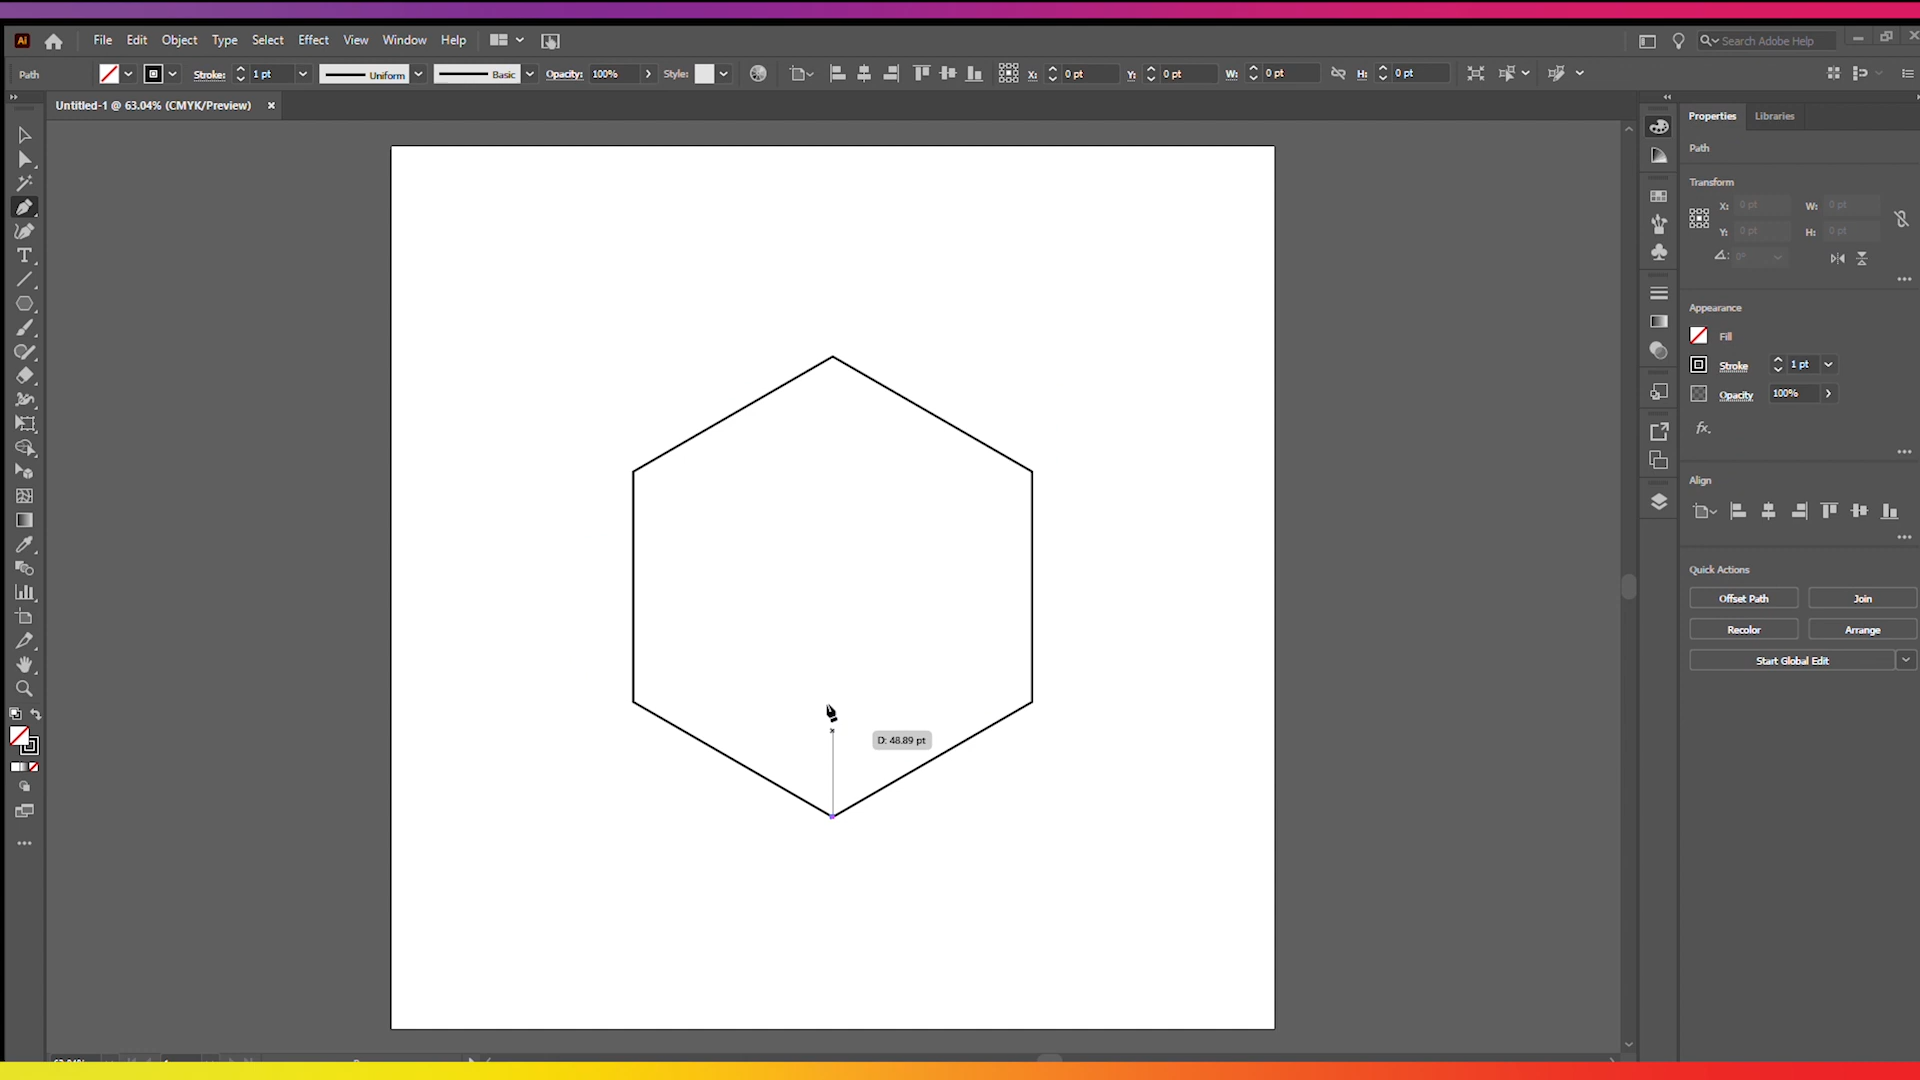 Ai File Edit Object Type Select Effect View Window Help Search Adobe Help
Path Stroke: 1 pt Uniform Basic Opacity: 100% Style: X: 0 pt Y: 0 pt W: 0 pt H: 0 pt
Untitled-1 @ 63.04% (CMYK/Preview)
Properties Libraries
Path
Transform
X: 0 pt W: 0 pt
Y: 0 pt H: 0 pt
0°
Appearance
Fill
Stroke 1 pt
Opacity 100%
fx.
Align
Quick Actions
Offset Path Join
Recolor Arrange
Start Global Edit
D: 48.89 pt